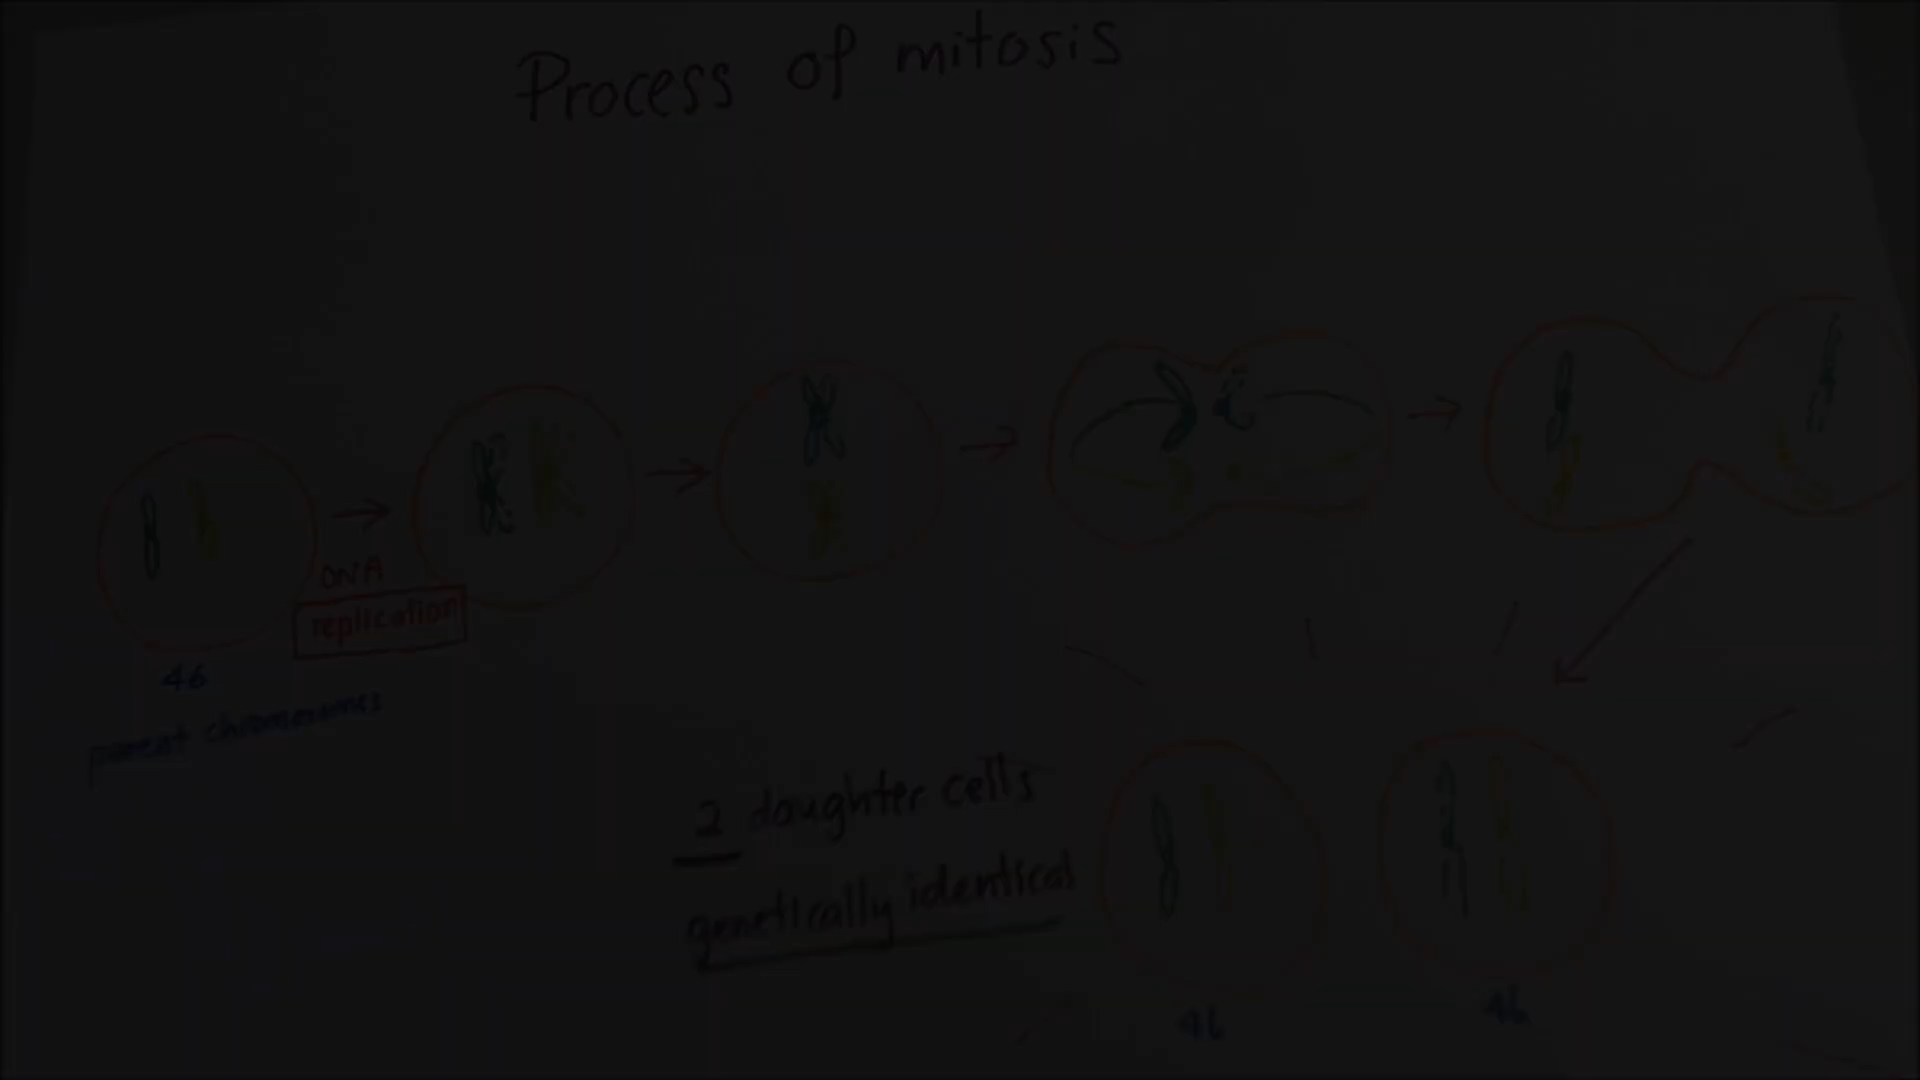 Process of mitosis
DNA
replication
46
parent chromosomes
2 daughter cells
genetically identical
46
46